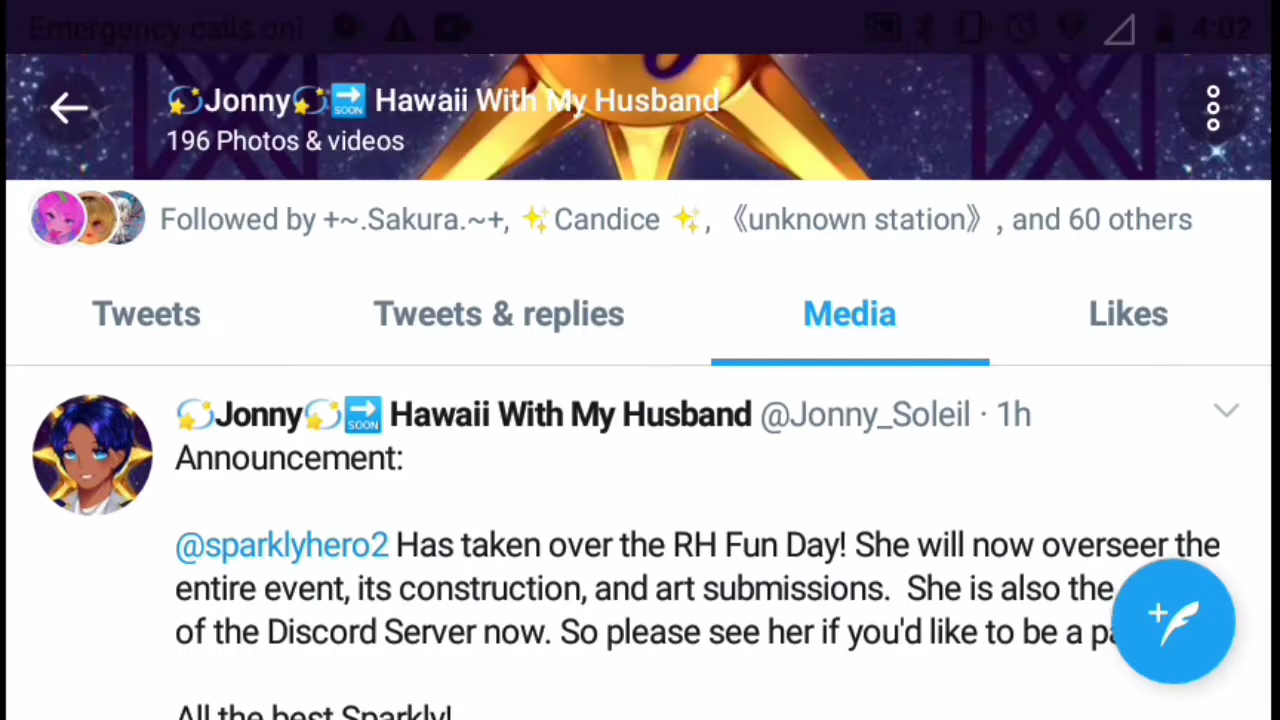 Emergency calls onl
4:02
💫Jonny💫🔜 Hawaii With My Husband
196 Photos & videos
Followed by +~.Sakura.~+, ✨Candice ✨, 《unknown station》, and 60 others
Tweets Tweets & replies Media Likes
💫Jonny💫🔜 Hawaii With My Husband @Jonny_Soleil · 1h
Announcement:
@sparklyhero2 Has taken over the RH Fun Day! She will now overseer the
entire event, its construction, and art submissions.  She is also the
of the Discord Server now. So please see her if you'd like to be a
All the best Sparkly!